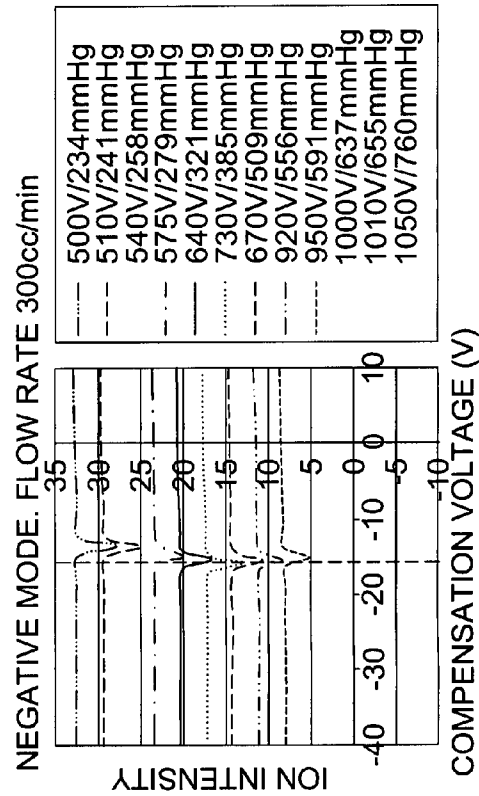 NEGATIVE MODE. FLOW RATE 300cc/min
ION INTENSITY
35
30
25
20
15
10
5
0
-5
-10
-40
-30
-20
-10
0
10
COMPENSATION VOLTAGE (V)
500V/234mmHg
510V/241mmHg
540V/258mmHg
575V/279mmHg
640V/321mmHg
730V/385mmHg
670V/509mmHg
920V/556mmHg
950V/591mmHg
1000V/637mmHg
1010V/655mmHg
1050V/760mmHg